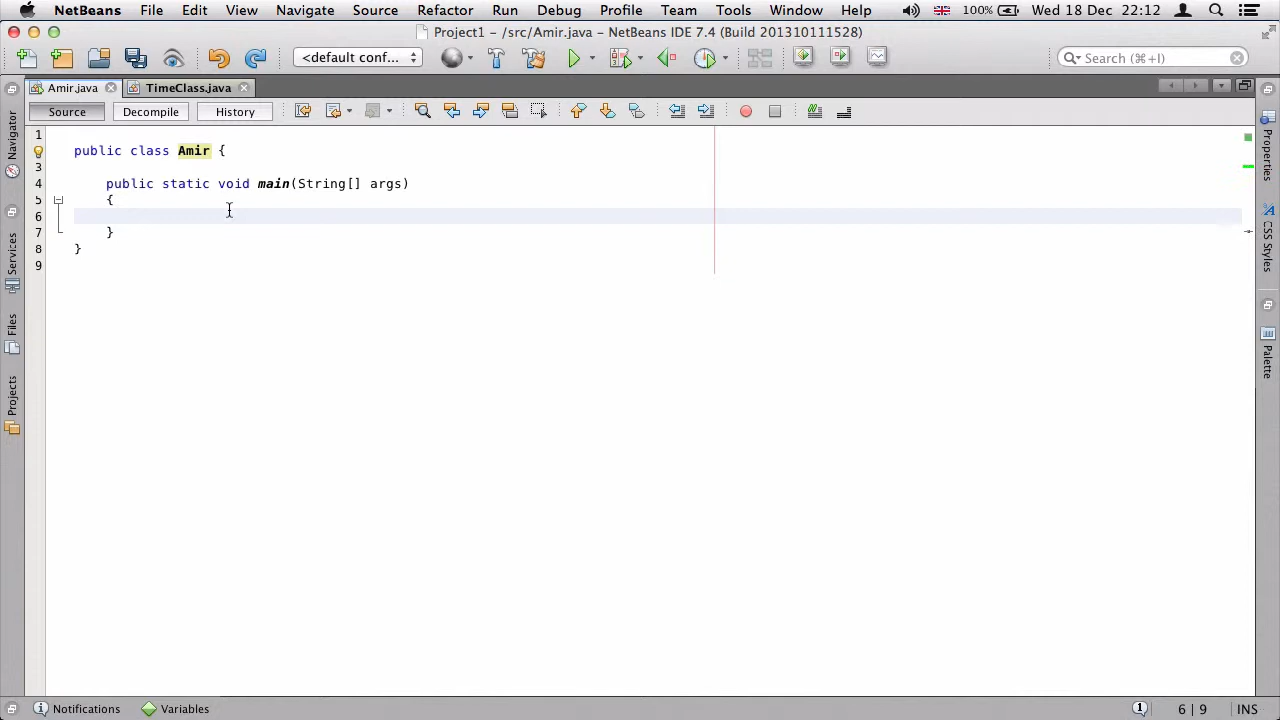 NetBeans File Edit View Navigate Source Refactor Run Debug Profile Team Tools Window Help 100% Wed 18 Dec 22:12
Project1 - /src/Amir.java - NetBeans IDE 7.4 (Build 201310111528)
<default conf... Search (⌘+I)
Amir.java TimeClass.java
Source Decompile History
1
public class Amir {
3
4 public static void main(String[] args)
5 {
6
7 }
8 }
9
Navigator
Services
Files
Projects
Properties
CSS Styles
Palette
Notifications Variables 1 6 | 9 INS